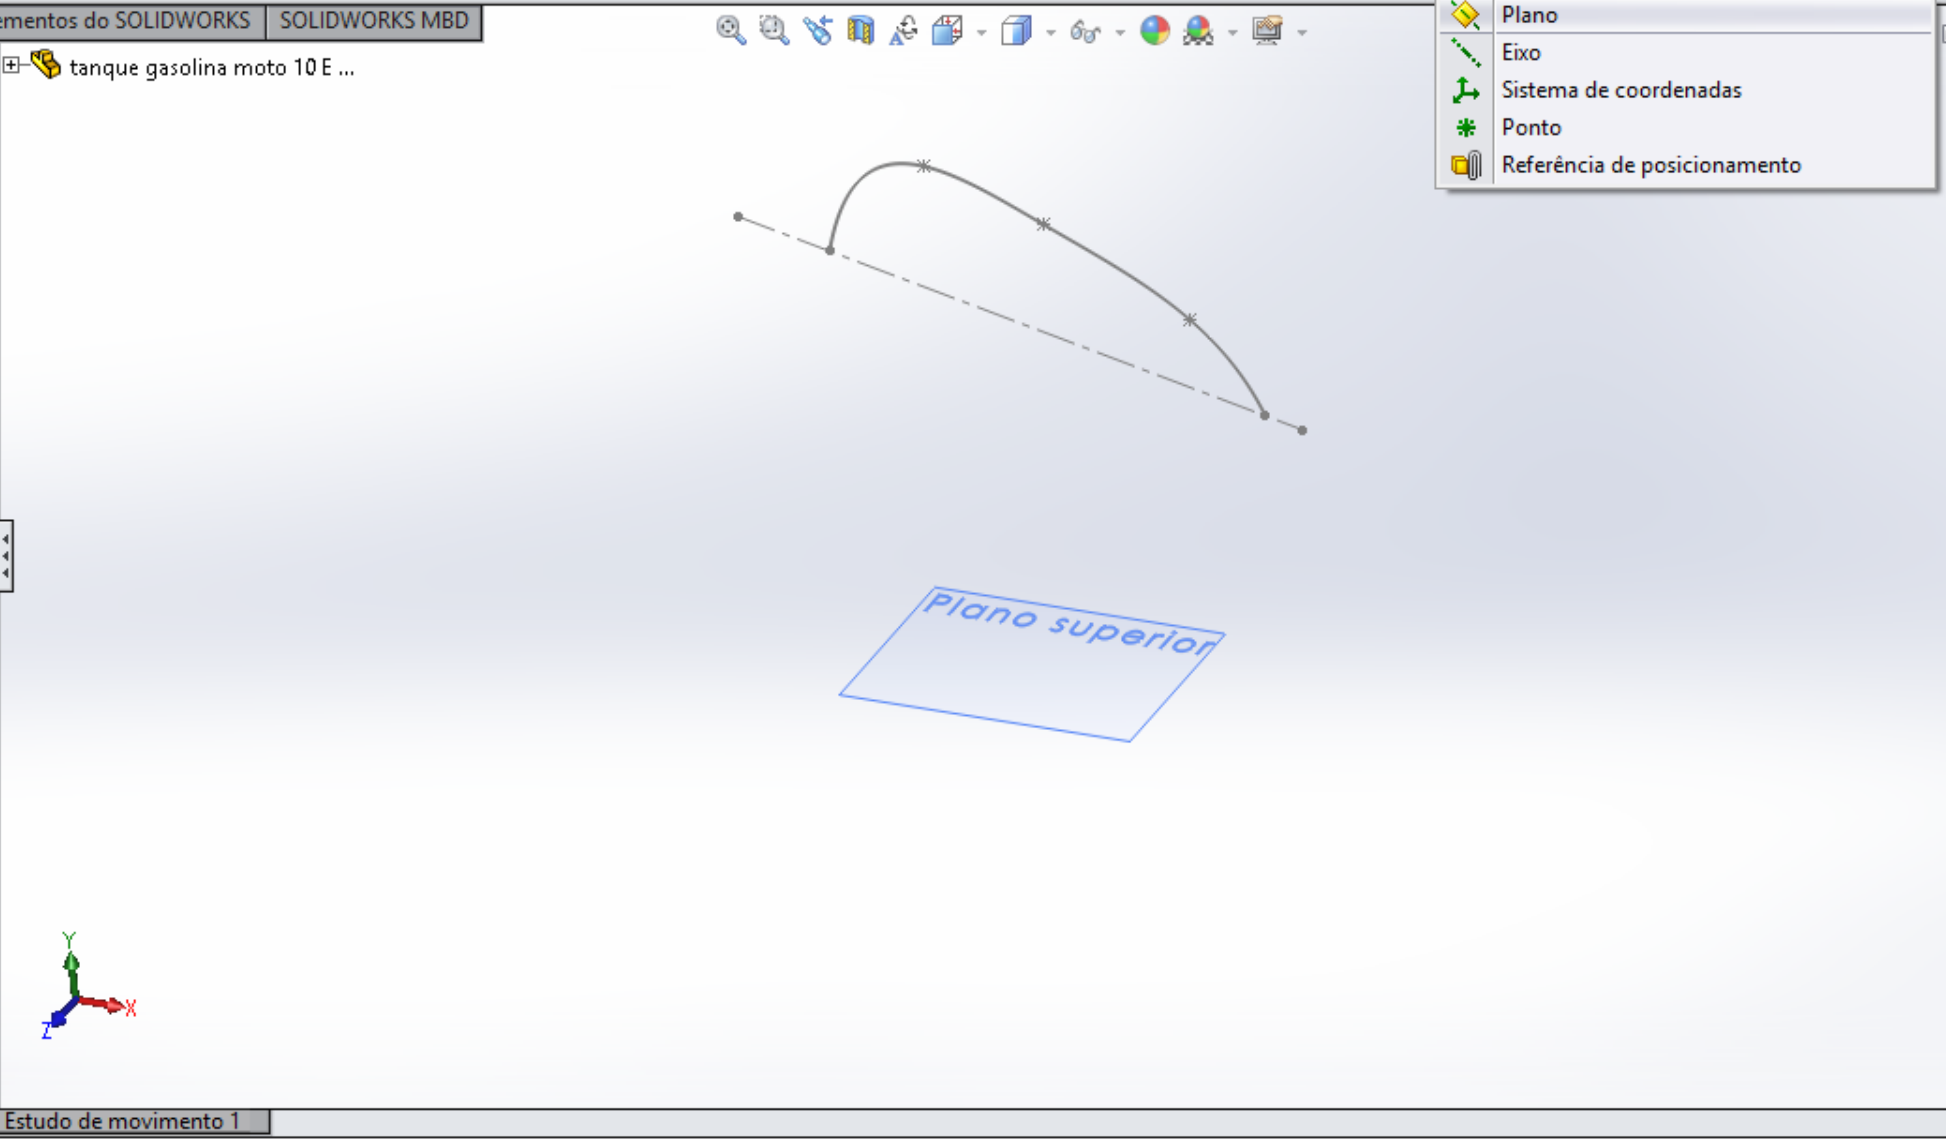 ementos do SOLIDWORKS
SOLIDWORKS MBD
tanque gasolina moto 10 E ...
Plano
Eixo
Sistema de coordenadas
Ponto
Referência de posicionamento
Plano superior
Y
X
Z
Estudo de movimento 1